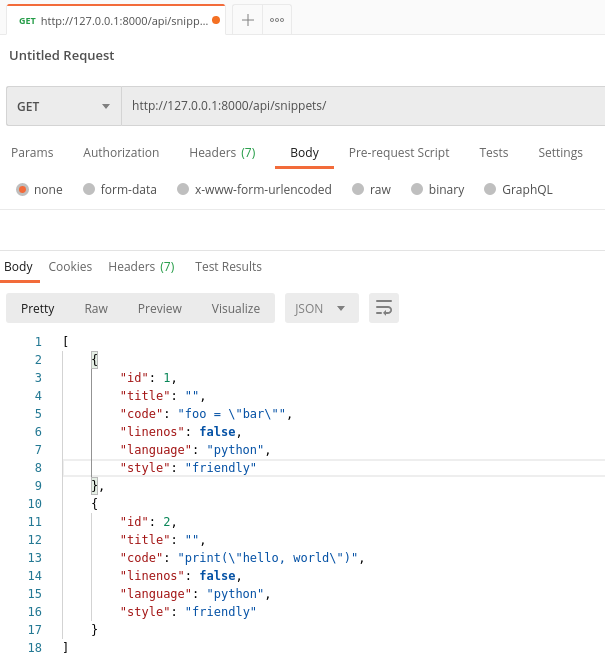 GET http://127.0.0.1:8000/api/snipp...
Untitled Request
GET http://127.0.0.1:8000/api/snippets/
Params Authorization Headers (7) Body Pre-request Script Tests Settings
none form-data x-www-form-urlencoded raw binary GraphQL
Body Cookies Headers (7) Test Results
Pretty Raw Preview Visualize JSON
1 [
2 {
3 "id": 1,
4 "title": "",
5 "code": "foo = \"bar\"",
6 "linenos": false,
7 "language": "python",
8 "style": "friendly"
9 },
10 {
11 "id": 2,
12 "title": "",
13 "code": "print(\"hello, world\")",
14 "linenos": false,
15 "language": "python",
16 "style": "friendly"
17 }
18 ]